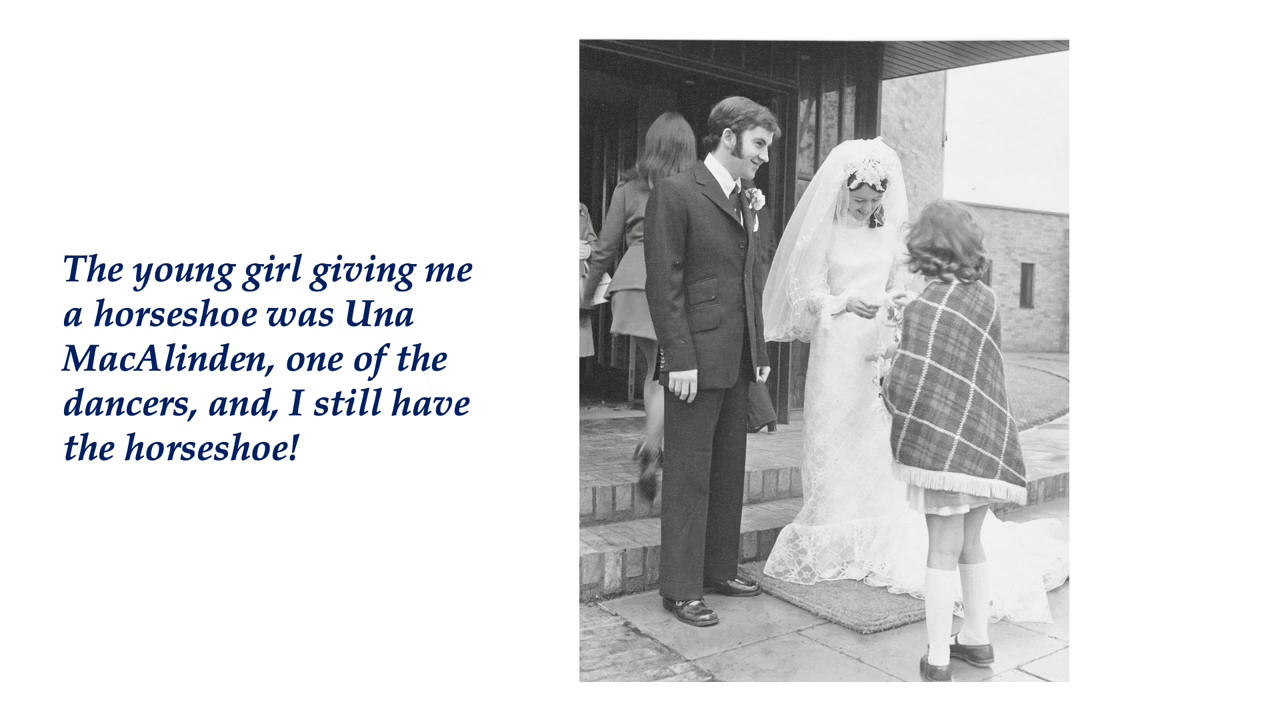 The young girl giving me
a horseshoe was Una
MacAlinden, one of the
dancers, and, I still have
the horseshoe!